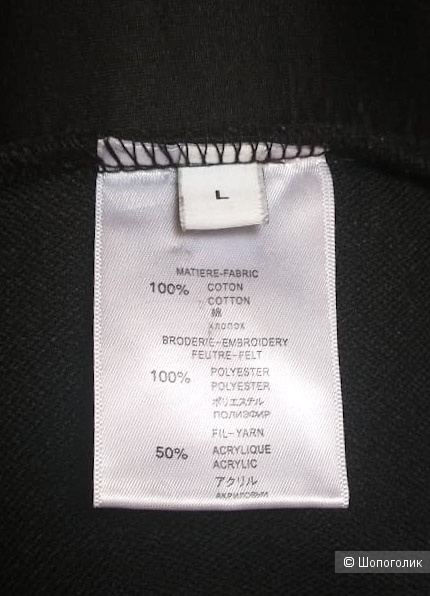 L
MATIERE-FABRIC
100% COTON
COTTON
綿
ХЛОПОК
BRODERIE-EMBROIDERY
FEUTRE-FELT
100% POLYESTER
POLYESTER
ポリエステル
ПОЛИЭФИР
FIL-YARN
50% ACRYLIQUE
ACRYLIC
アクリル
АКРИЛОВЫЙ
© Шопоголик